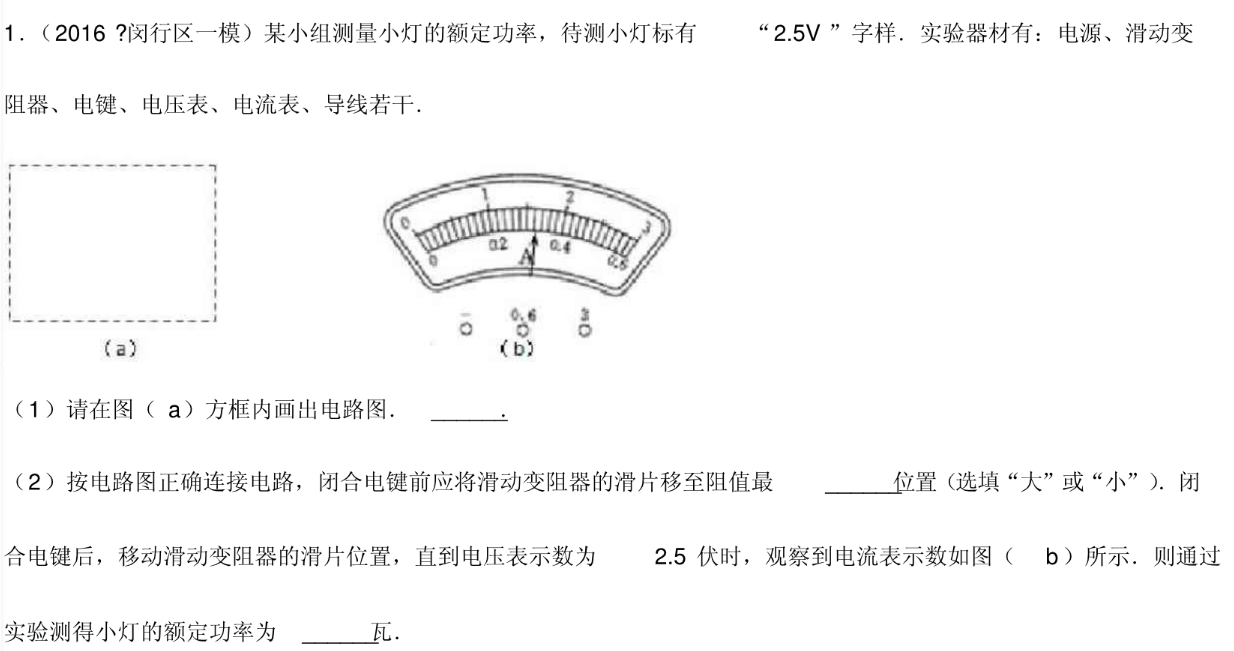 1.（2016 ?闵行区一模）某小组测量小灯的额定功率，待测小灯标有 “2.5V ”字样．实验器材有：电源、滑动变
阻器、电键、电压表、电流表、导线若干．
0 1 2 3
0 0.2 0.4 0.6
A
− 0.6 3
(a) (b)
（1）请在图（ a）方框内画出电路图． ______．
（2）按电路图正确连接电路，闭合电键前应将滑动变阻器的滑片移至阻值最 ______位置（选填“大”或“小”）．闭
合电键后，移动滑动变阻器的滑片位置，直到电压表示数为 2.5 伏时，观察到电流表示数如图（ b）所示．则通过
实验测得小灯的额定功率为 ______瓦．